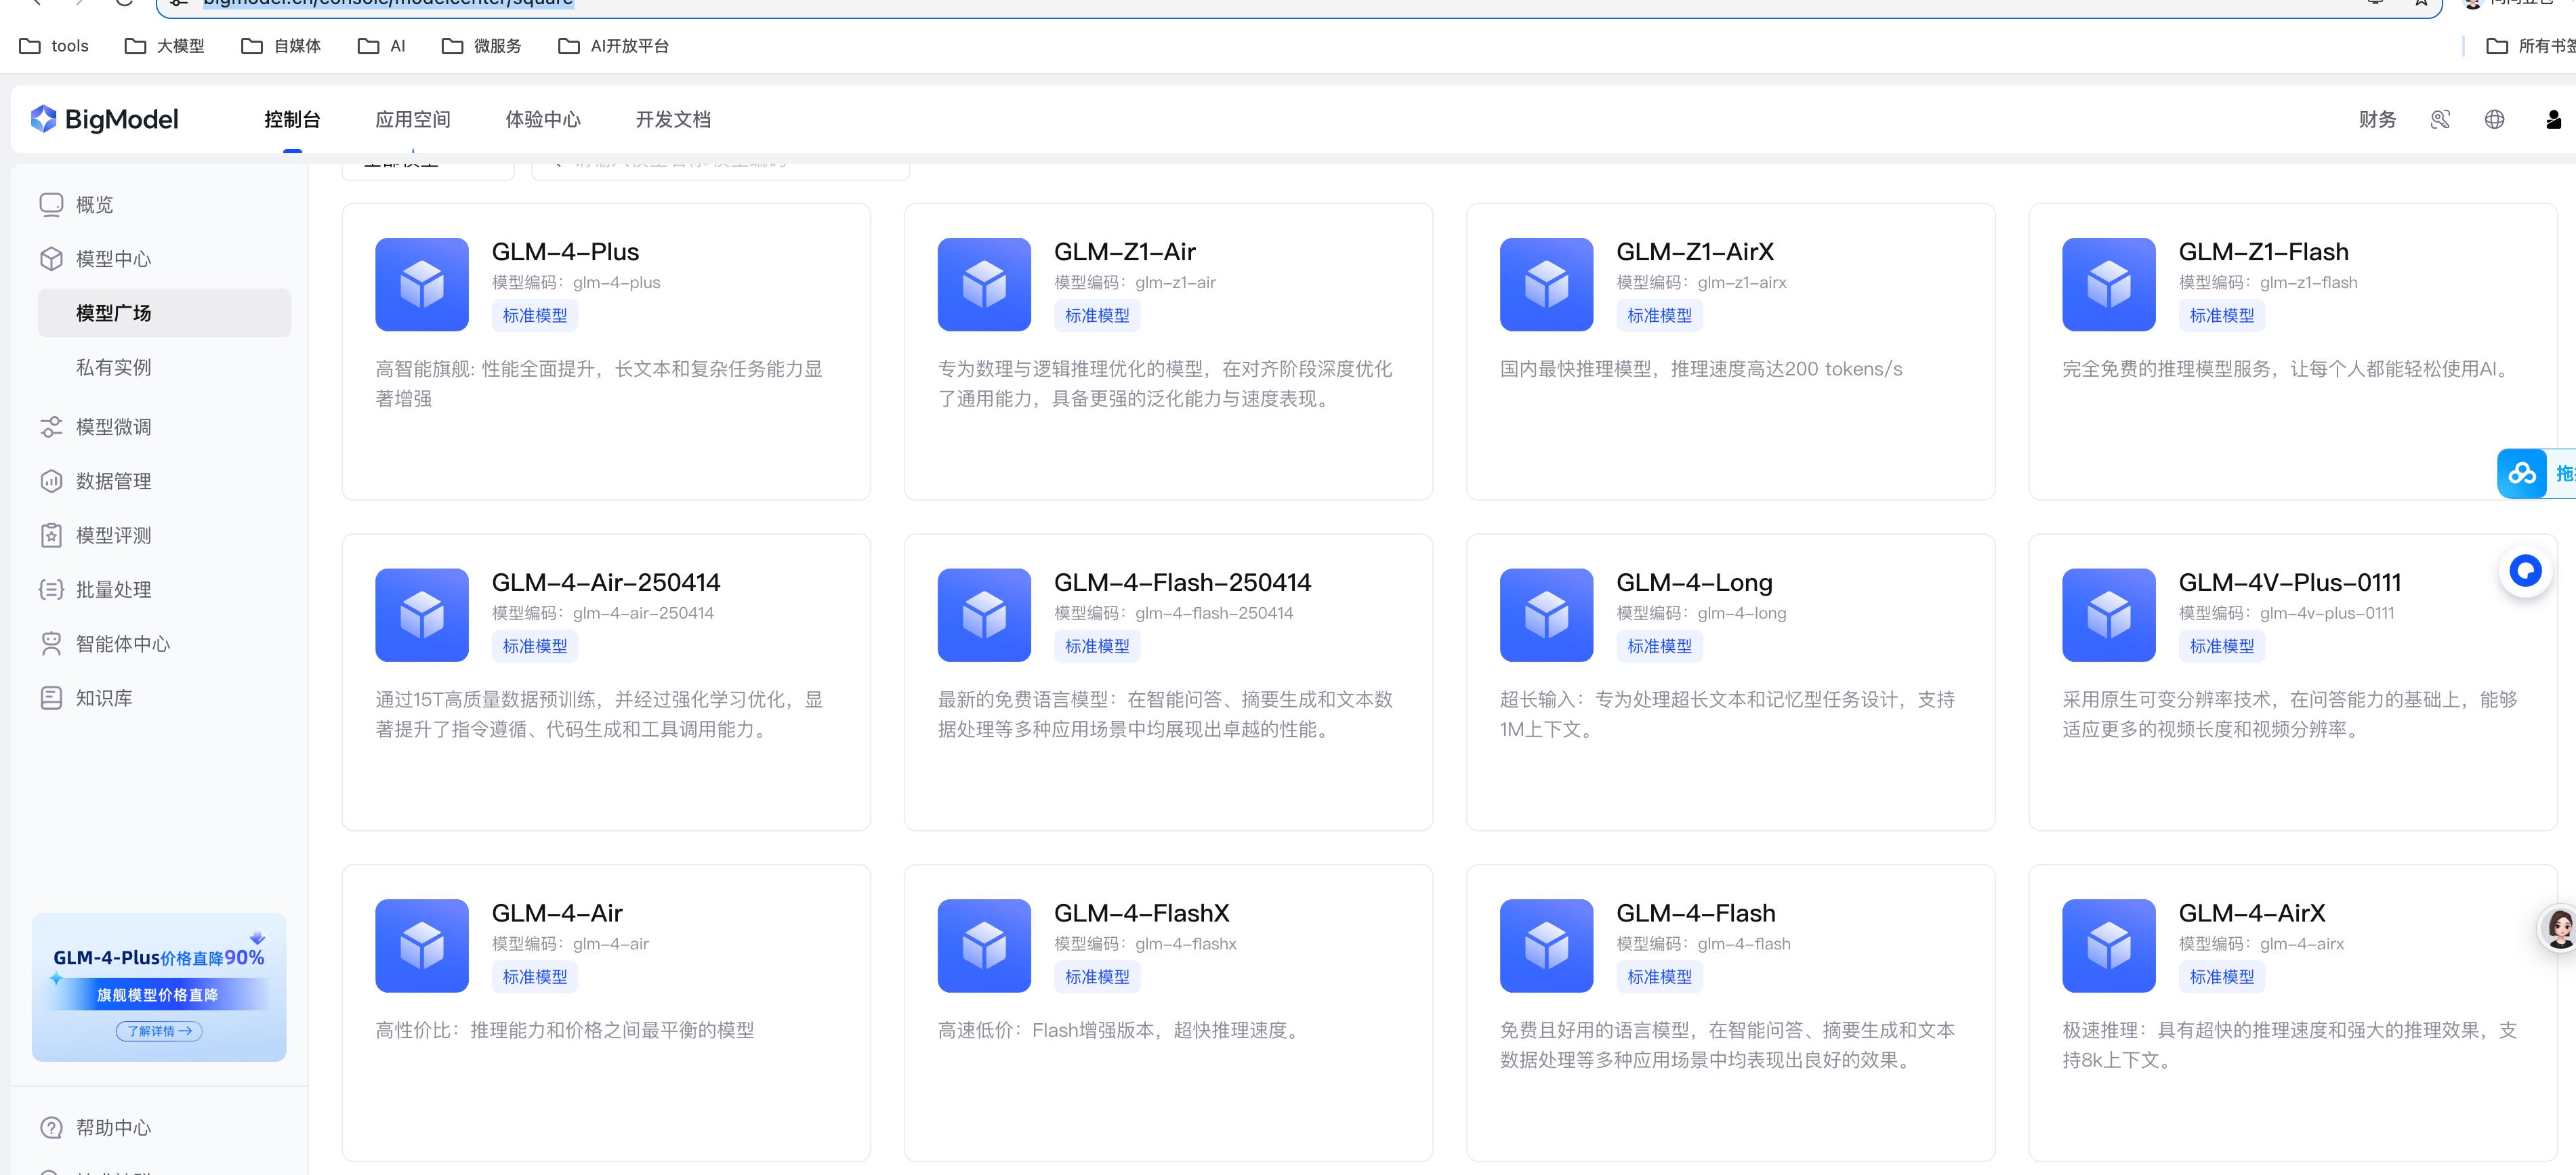 bigmodel.cn/console/modelcenter/square
tools 大模型 自媒体 AI 微服务 AI开放平台 所有书签
BigModel 控制台 应用空间 体验中心 开发文档 财务
概览
模型中心
模型广场
私有实例
模型微调
数据管理
模型评测
批量处理
智能体中心
知识库
GLM-4-Plus价格直降90%
旗舰模型价格直降
了解详情→
帮助中心
GLM-4-Plus
模型编码：glm-4-plus
标准模型
高智能旗舰: 性能全面提升，长文本和复杂任务能力显
著增强
GLM-Z1-Air
模型编码：glm-z1-air
标准模型
专为数理与逻辑推理优化的模型，在对齐阶段深度优化
了通用能力，具备更强的泛化能力与速度表现。
GLM-Z1-AirX
模型编码：glm-z1-airx
标准模型
国内最快推理模型，推理速度高达200 tokens/s
GLM-Z1-Flash
模型编码：glm-z1-flash
标准模型
完全免费的推理模型服务，让每个人都能轻松使用AI。
GLM-4-Air-250414
模型编码：glm-4-air-250414
标准模型
通过15T高质量数据预训练，并经过强化学习优化，显
著提升了指令遵循、代码生成和工具调用能力。
GLM-4-Flash-250414
模型编码：glm-4-flash-250414
标准模型
最新的免费语言模型：在智能问答、摘要生成和文本数
据处理等多种应用场景中均展现出卓越的性能。
GLM-4-Long
模型编码：glm-4-long
标准模型
超长输入：专为处理超长文本和记忆型任务设计，支持
1M上下文。
GLM-4V-Plus-0111
模型编码：glm-4v-plus-0111
标准模型
采用原生可变分辨率技术，在问答能力的基础上，能够
适应更多的视频长度和视频分辨率。
GLM-4-Air
模型编码：glm-4-air
标准模型
高性价比：推理能力和价格之间最平衡的模型
GLM-4-FlashX
模型编码：glm-4-flashx
标准模型
高速低价：Flash增强版本，超快推理速度。
GLM-4-Flash
模型编码：glm-4-flash
标准模型
免费且好用的语言模型，在智能问答、摘要生成和文本
数据处理等多种应用场景中均表现出良好的效果。
GLM-4-AirX
模型编码：glm-4-airx
标准模型
极速推理：具有超快的推理速度和强大的推理效果，支
持8k上下文。
拖